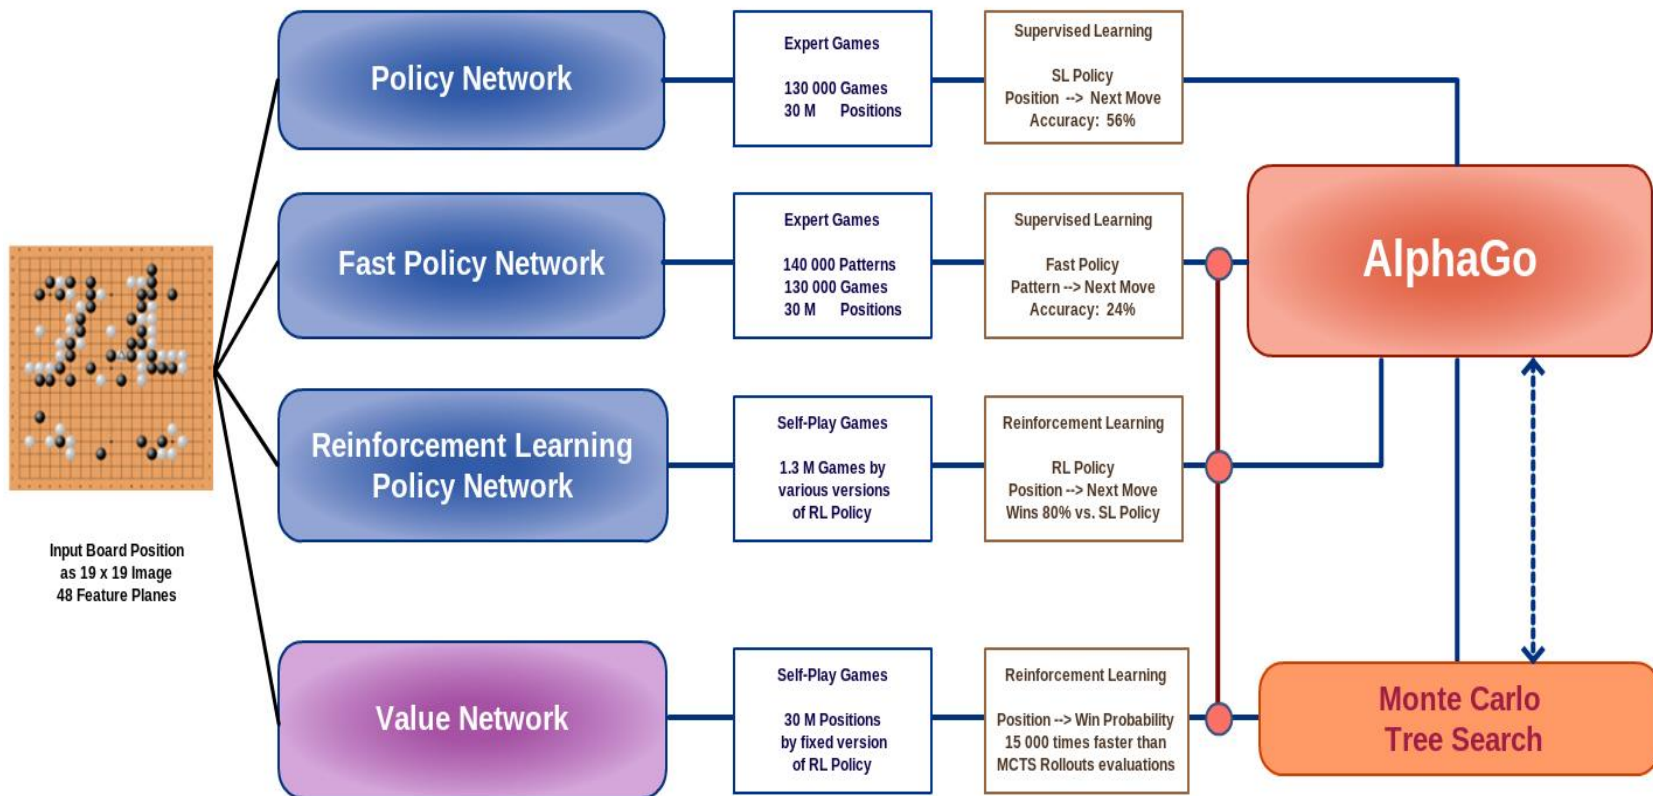 Policy Network
Expert Games
130 000 Games
30 M Positions
Supervised Learning
SL Policy
Position --> Next Move
Accuracy: 56%
Fast Policy Network
Expert Games
140 000 Patterns
130 000 Games
30 M Positions
Supervised Learning
Fast Policy
Pattern --> Next Move
Accuracy: 24%
AlphaGo
Reinforcement Learning
Policy Network
Self-Play Games
1.3 M Games by
various versions
of RL Policy
Reinforcement Learning
RL Policy
Position --> Next Move
Wins 80% vs. SL Policy
Input Board Position
as 19 x 19 Image
48 Feature Planes
Value Network
Self-Play Games
30 M Positions
by fixed version
of RL Policy
Reinforcement Learning
Position --> Win Probability
15 000 times faster than
MCTS Rollouts evaluations
Monte Carlo
Tree Search